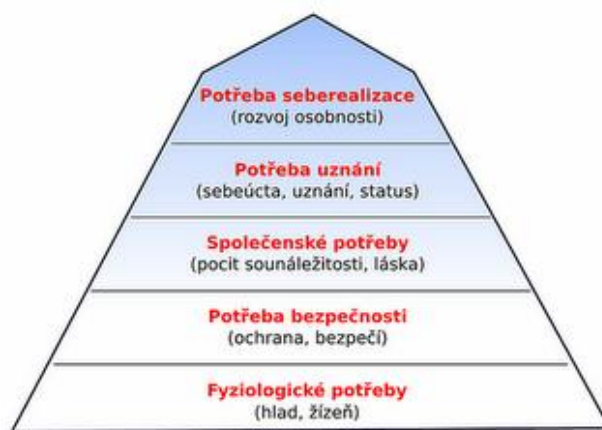 Potřeba seberealizace
(rozvoj osobnosti)
Potřeba uznání
(sebeúcta, uznání, status)
Společenské potřeby
(pocit sounáležitosti, láska)
Potřeba bezpečnosti
(ochrana, bezpečí)
Fyziologické potřeby
(hlad, žízeň)